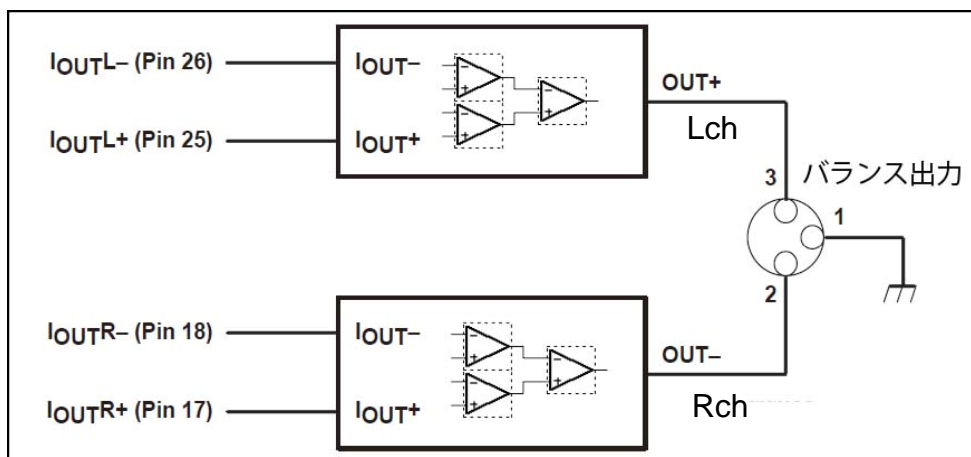 IOUTL– (Pin 26)
IOUT–
OUT+
Lch
IOUTL+ (Pin 25)
IOUT+
3
バランス出力
1
2
IOUTR– (Pin 18)
IOUT–
OUT–
Rch
IOUTR+ (Pin 17)
IOUT+